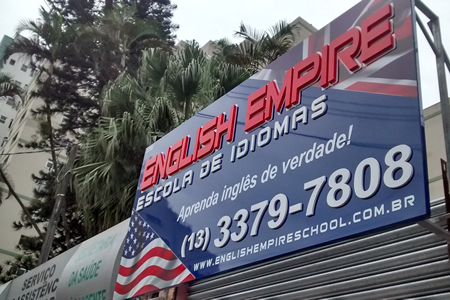 ENGLISH EMPIRE
ESCOLA DE IDIOMAS
Aprenda inglês de verdade!
(13) 3379-7808
WWW.ENGLISHEMPIRESCHOOL.COM.BR
SERVIÇO
ASSISTÊNC
DA SAÚDE